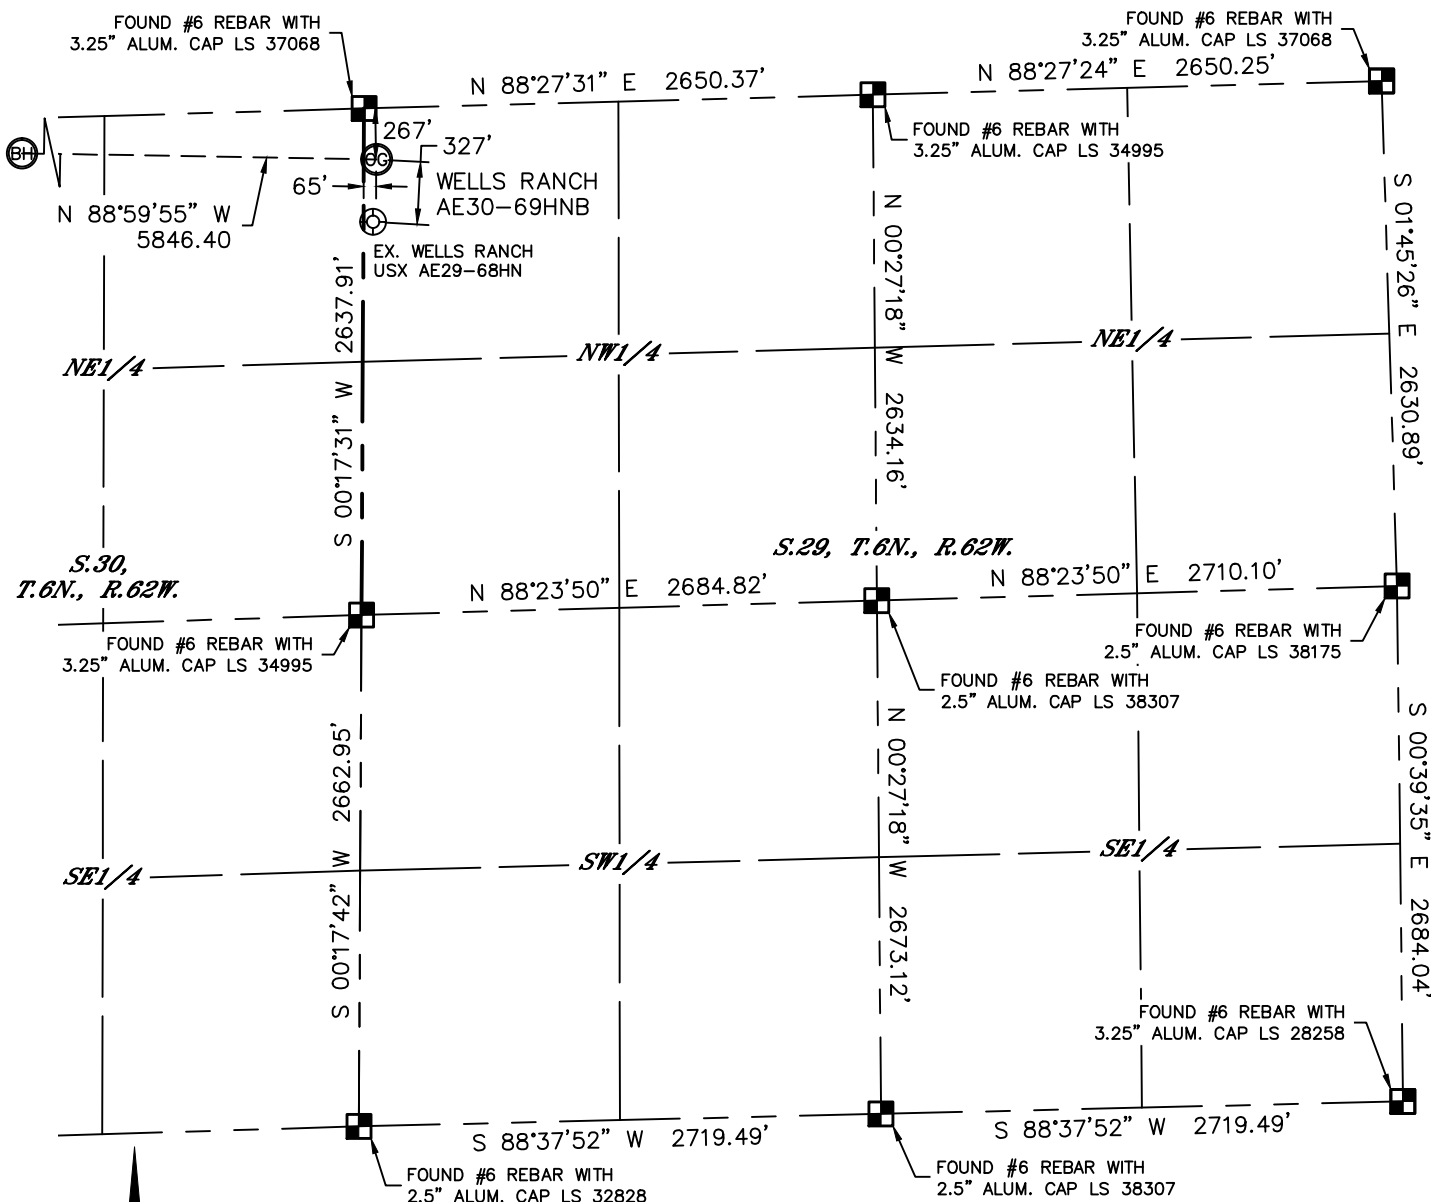 FOUND #6 REBAR WITH
3.25" ALUM. CAP LS 37068
N 88°27'31" E 2650.37'
N 88°27'24" E 2650.25'
FOUND #6 REBAR WITH
3.25" ALUM. CAP LS 37068
FOUND #6 REBAR WITH
3.25" ALUM. CAP LS 34995
BH
OG
267'
327'
65'
WELLS RANCH
AE30-69HNB
N 88°59'55" W
5846.40
EX. WELLS RANCH
USX AE29-68HN
S 00°17'31" W 2637.91'
N 00°27'18" W 2634.16'
S 01°45'26" E 2630.89'
NE1/4
NW1/4
NE1/4
S.30,
T.6N., R.62W.
S.29, T.6N., R.62W.
N 88°23'50" E 2684.82'
N 88°23'50" E 2710.10'
FOUND #6 REBAR WITH
3.25" ALUM. CAP LS 34995
FOUND #6 REBAR WITH
2.5" ALUM. CAP LS 38307
FOUND #6 REBAR WITH
2.5" ALUM. CAP LS 38175
S 00°17'42" W 2662.95'
N 00°27'18" W 2673.12'
S 00°39'35" E 2684.04'
SE1/4
SW1/4
SE1/4
FOUND #6 REBAR WITH
3.25" ALUM. CAP LS 28258
S 88°37'52" W 2719.49'
S 88°37'52" W 2719.49'
FOUND #6 REBAR WITH
2.5" ALUM. CAP LS 32828
FOUND #6 REBAR WITH
2.5" ALUM. CAP LS 38307